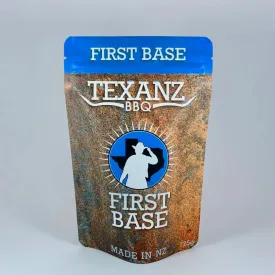 FIRST BASE
TEXANZ
BBQ
FIRST
BASE
MADE IN NZ